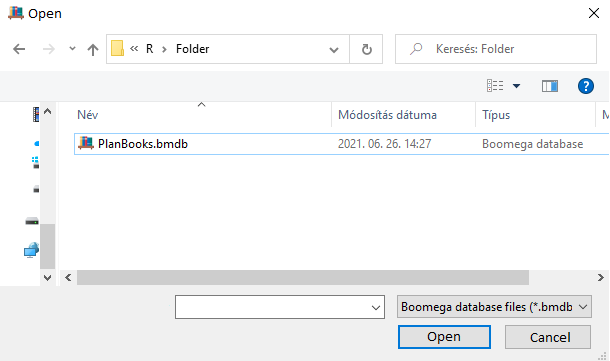 Open
R
Folder
Keresés: Folder
Név
Módosítás dátuma
Típus
M
PlanBooks.bmdb
2021. 06. 26. 14:27
Boomega database
Boomega database files (*.bmdb
Open
Cancel